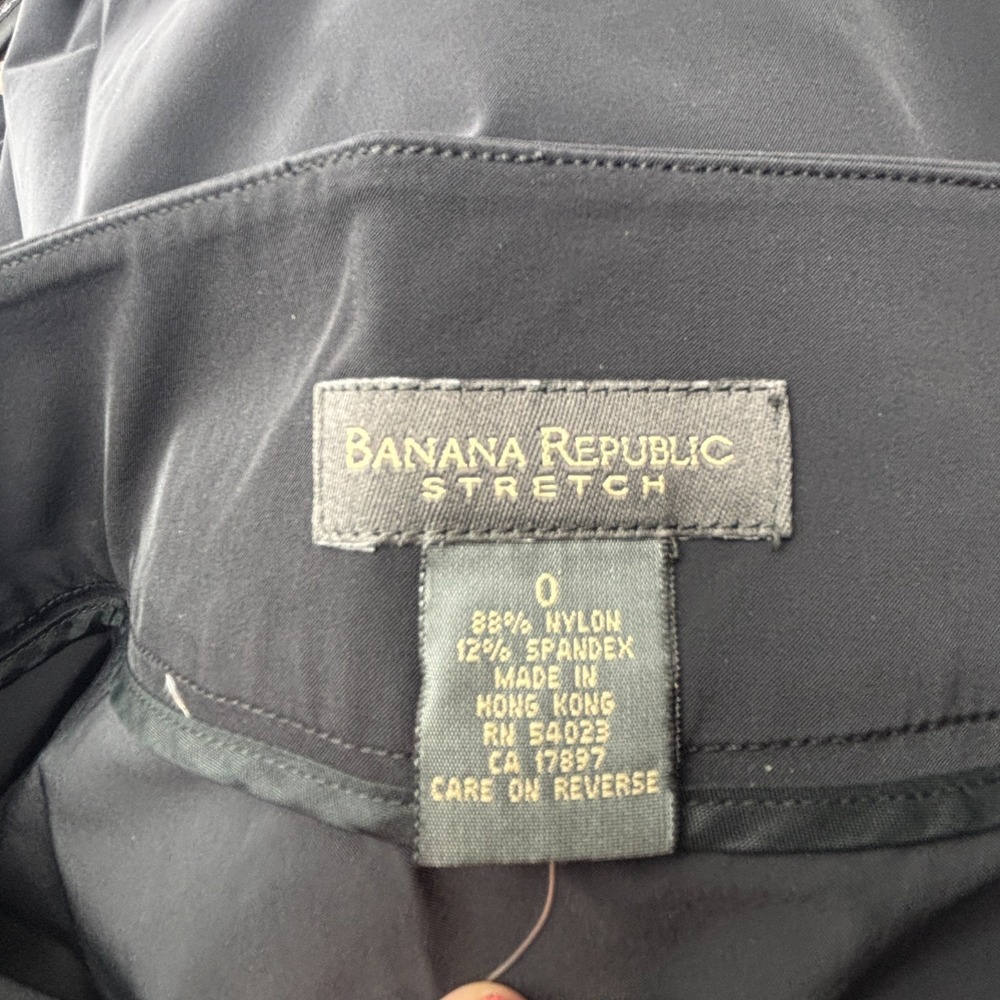 BANANA REPUBLIC
STRETCH
0
88% NYLON
12% SPANDEX
MADE IN
HONG KONG
RN 54023
CA 17897
CARE ON REVERSE